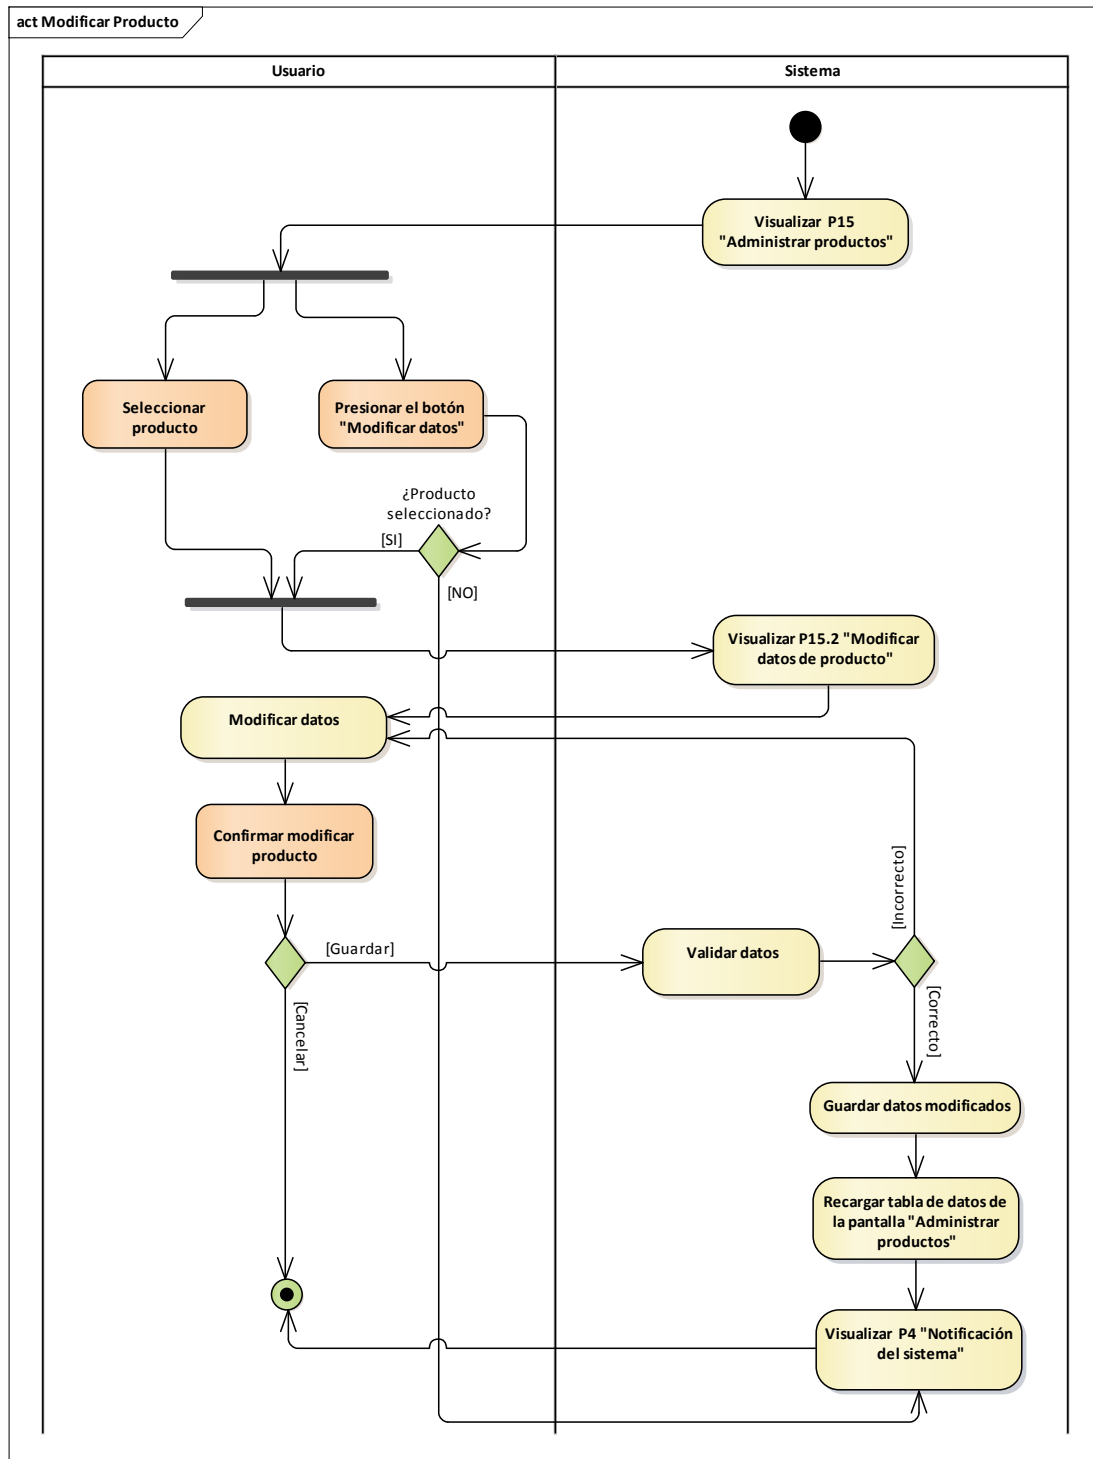 act Modificar Producto
Usuario
Sistema
Visualizar P15
"Administrar productos"
Seleccionar
producto
Presionar el botón
"Modificar datos"
¿Producto
seleccionado?
[SI]
[NO]
Visualizar P15.2 "Modificar
datos de producto"
Modificar datos
Confirmar modificar
producto
[Incorrecto]
[Guardar]
Validar datos
[Cancelar]
[Correcto]
Guardar datos modificados
Recargar tabla de datos de
la pantalla "Administrar
productos"
Visualizar P4 "Notificación
del sistema"